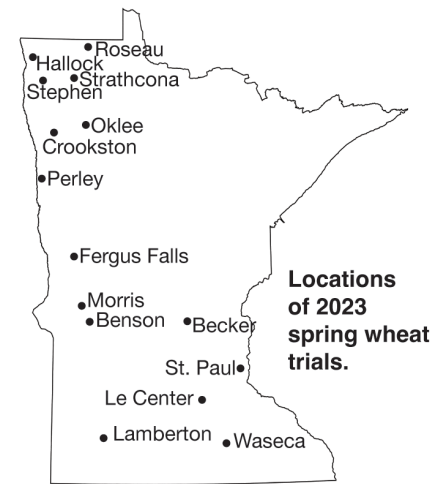 Roseau
Hallock
Strathcona
Stephen
Oklee
Crookston
Perley
Fergus Falls
Locations
of 2023
spring wheat
trials.
Morris
Benson
Becker
St. Paul
Le Center
Lamberton
Waseca